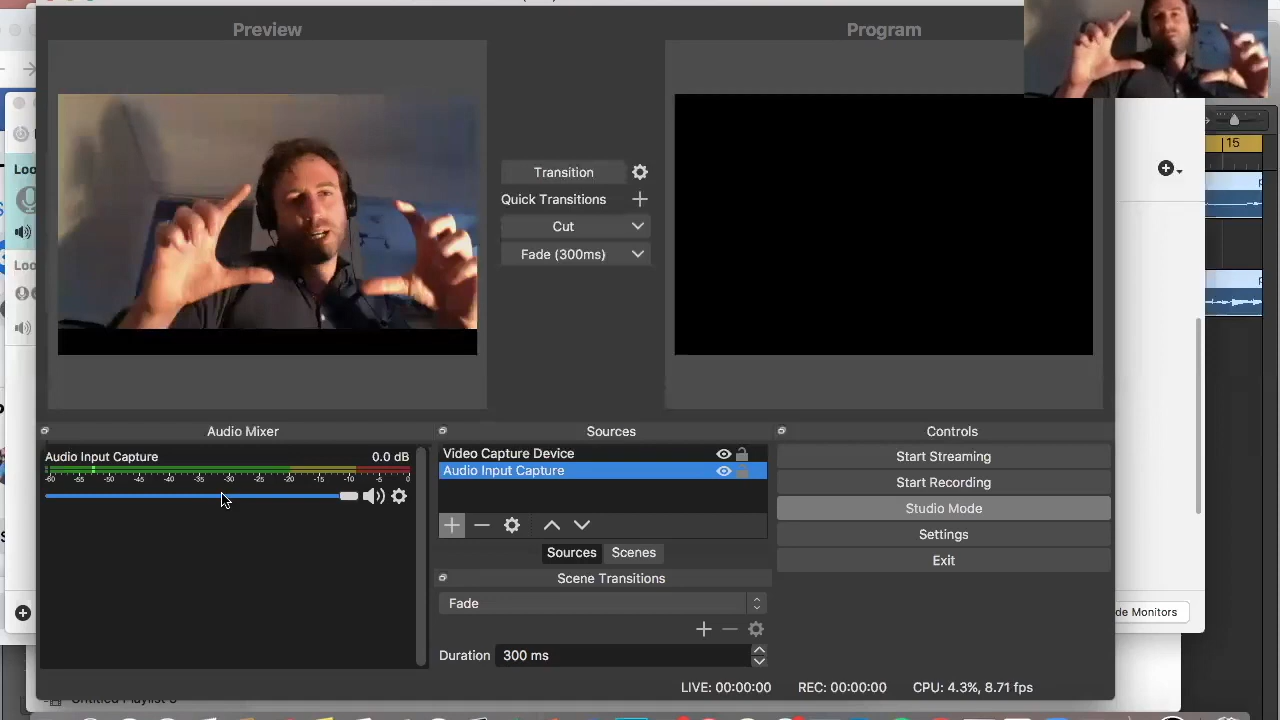 Preview
Program
Transition
Quick Transitions
Cut
Fade (300ms)
15
Loo
Loo
Audio Mixer
Sources
Controls
Audio Input Capture
0.0 dB
-60 -55 -50 -45 -40 -35 -30 -25 -20 -15 -10 -5 0
Video Capture Device
Audio Input Capture
Start Streaming
Start Recording
Studio Mode
Settings
Exit
Sources
Scenes
Scene Transitions
Fade
Duration
300 ms
de Monitors
LIVE: 00:00:00
REC: 00:00:00
CPU: 4.3%, 8.71 fps